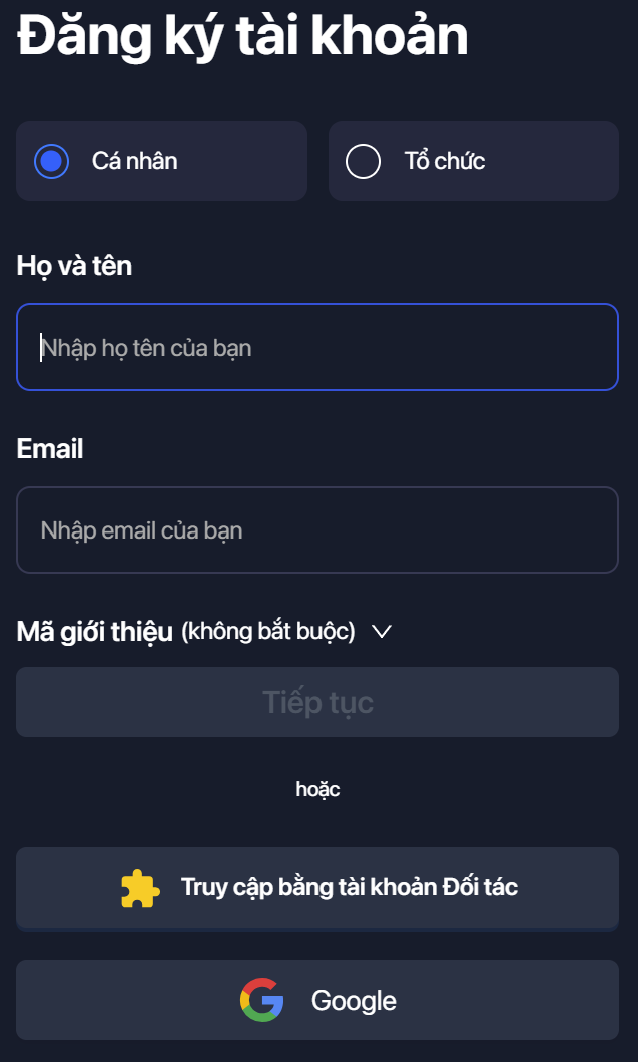 Đăng ký tài khoản
Cá nhân
Tổ chức
Họ và tên
Nhập họ tên của bạn
Email
Nhập email của bạn
Mã giới thiệu (không bắt buộc)
Tiếp tục
hoặc
Truy cập bằng tài khoản Đối tác
Google